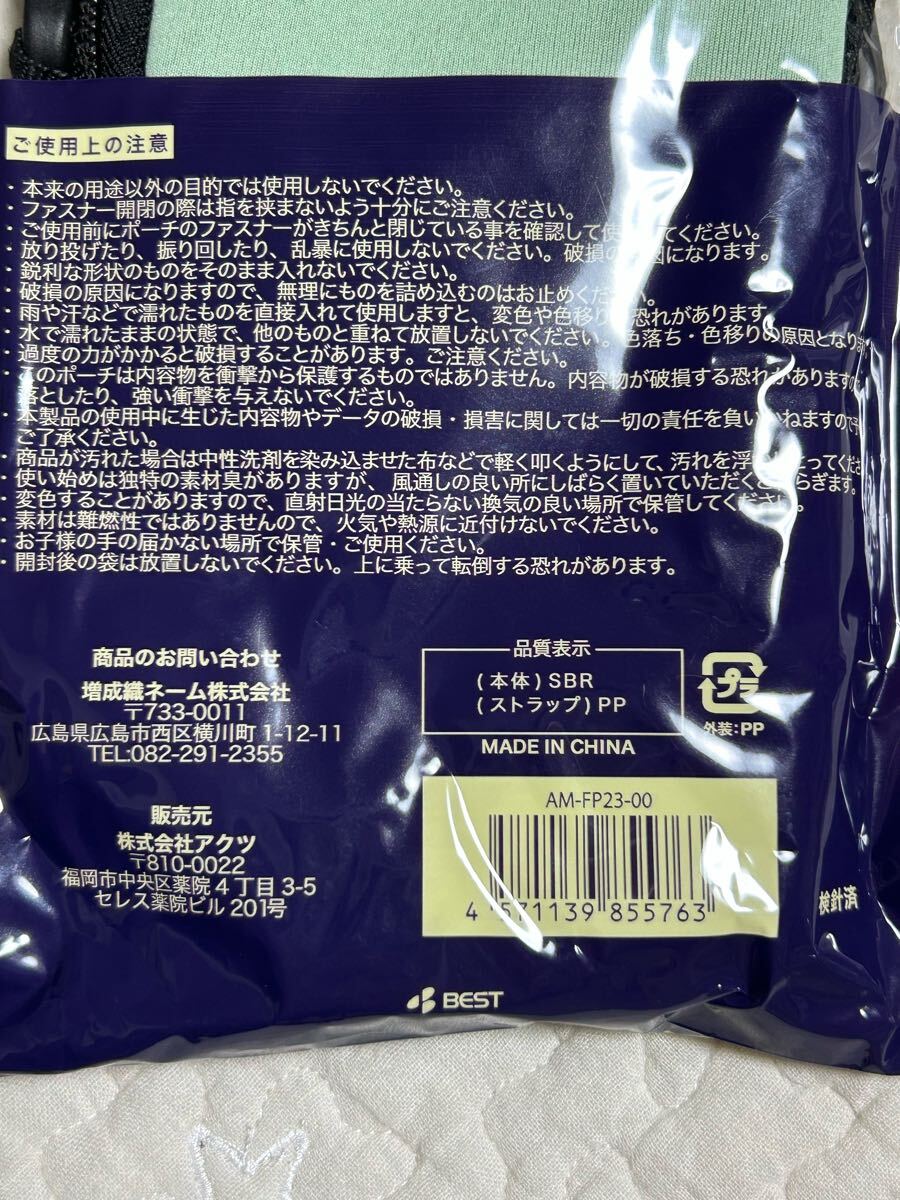 ご使用上の注意
・本来の用途以外の目的では使用しないでください。
・ファスナー開閉の際は指を挟まないよう十分にご注意ください。
・ご使用前にポーチのファスナーがきちんと閉じている事を確認して使 してください。
・放り投げたり、振り回したり、乱暴に使用しないでください。破損の 因になります。
・鋭利な形状のものをそのまま入れないでください。
・破損の原因になりますので、無理にものを詰め込むのはお止めください。
・雨や汗などで濡れたものを直接入れて使用しますと、変色や色移り 恐れがあります。
・水で濡れたままの状態で、他のものと重ねて放置しないでください。色落ち・色移りの原因となり
・過度の力がかかると破損することがあります。ご注意ください。
・このポーチは内容物を衝撃から保護するものではありません。内容物が破損する恐れがありますの
落としたり、強い衝撃を与えないでください。
・本製品の使用中に生じた内容物やデータの破損・損害に関しては一切の責任を負い かねますので
ご了承ください。
・商品が汚れた場合は中性洗剤を染み込ませた布などで軽く叩くようにして、汚れを浮 とってくださ
・使い始めは独特の素材臭がありますが、風通しの良い所にしばらく置いていただく らぎます。
・変色することがありますので、直射日光の当たらない換気の良い場所で保管してください。
・素材は難燃性ではありませんので、火気や熱源に近付けないでください。
・お子様の手の届かない場所で保管・ご使用ください。
・開封後の袋は放置しないでください。上に乗って転倒する恐れがあります。
商品のお問い合わせ
増成織ネーム株式会社
〒733-0011
広島県広島市西区横川町 1-12-11
TEL:082-291-2355
販売元
株式会社アクツ
〒810-0022
福岡市中央区薬院 4 丁目 3-5
セレス薬院ビル 201号
品質表示
(本体) SBR
(ストラップ) PP
MADE IN CHINA
プラ
外装:PP
AM-FP23-00
4 571139 855763
検針済
BEST